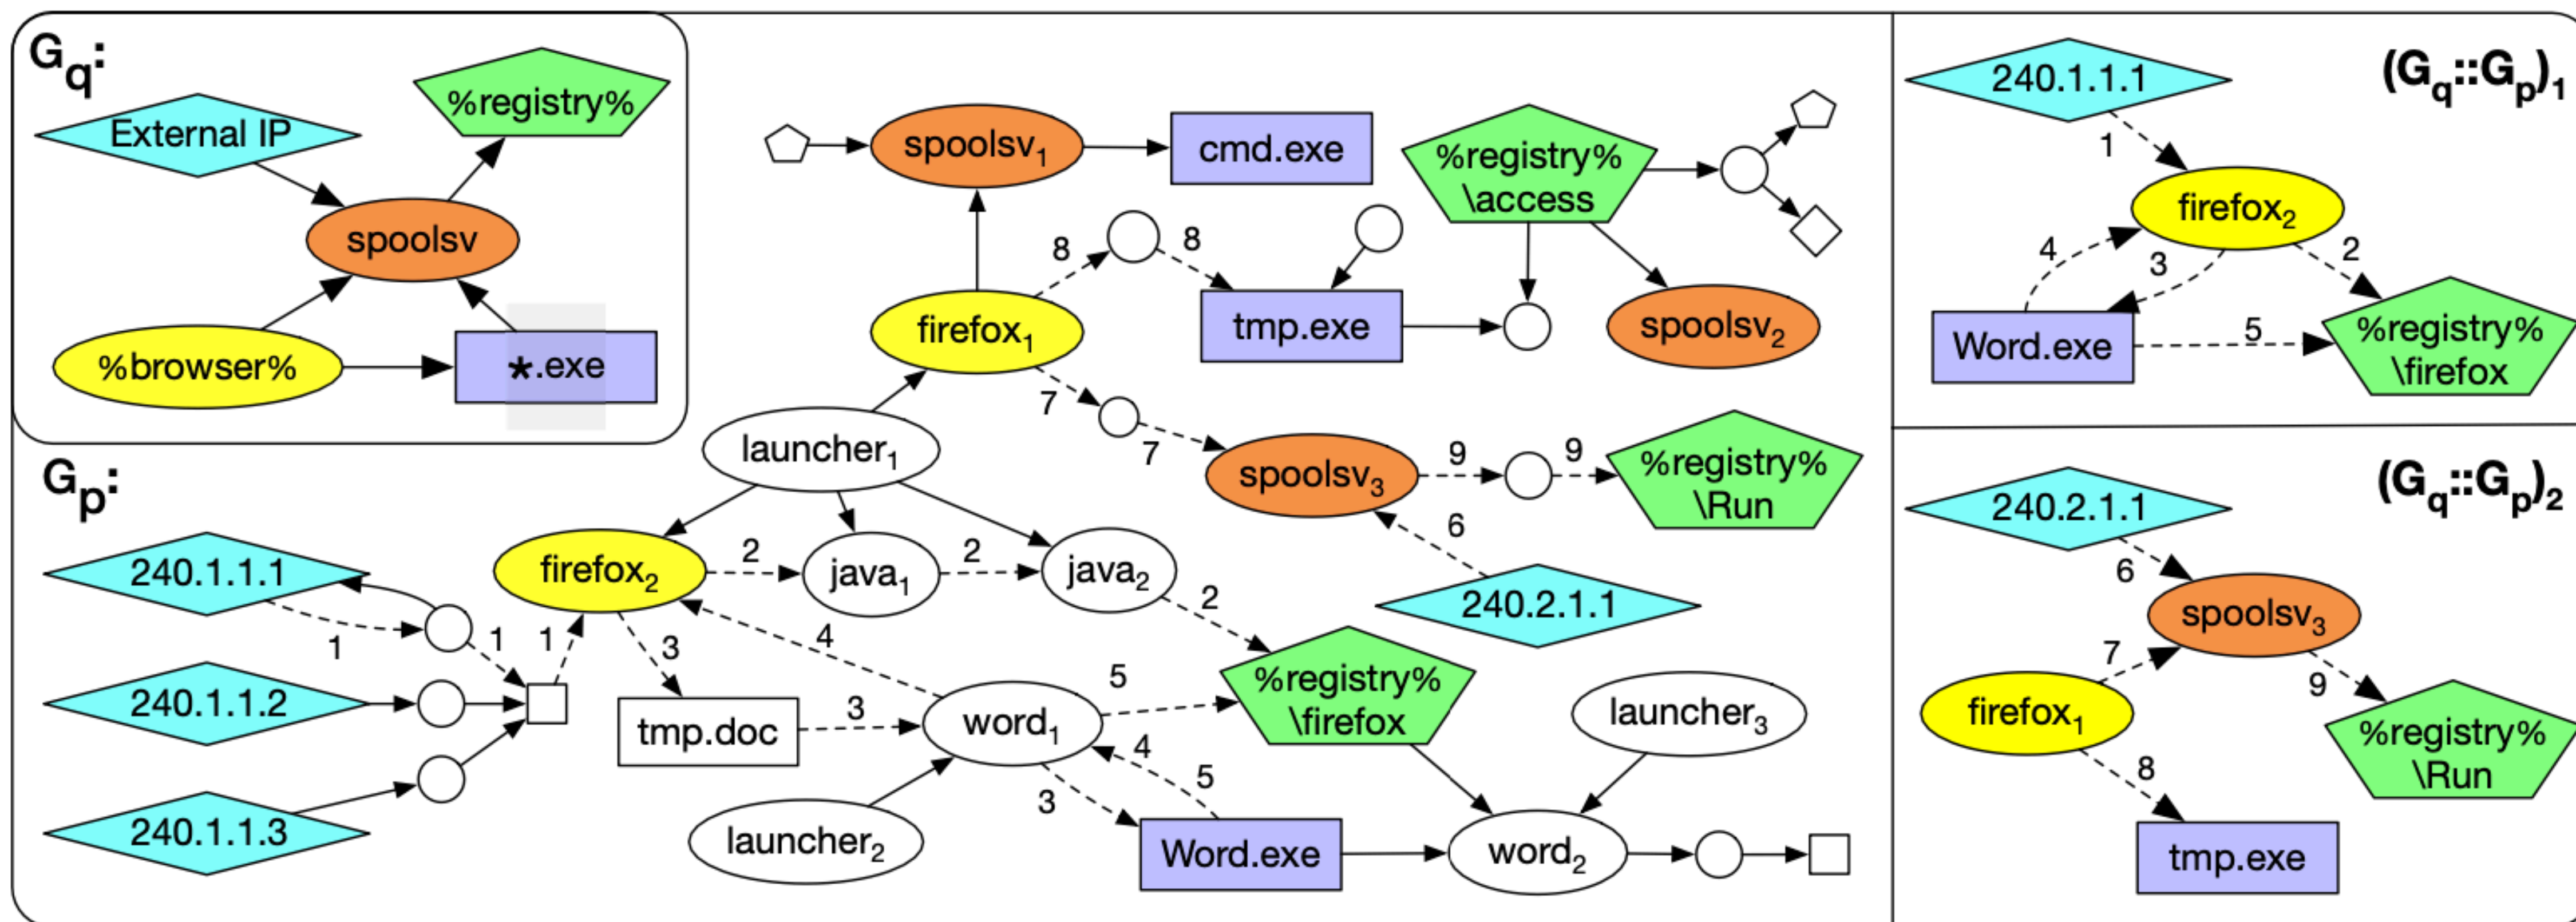 Gq:
%registry%
External IP
spoolsv
%browser%
*.exe
Gp:
spoolsv1
cmd.exe
%registry%
\access
8
8
firefox1
tmp.exe
spoolsv2
7
7
launcher1
spoolsv3
9
9
%registry%
\Run
6
240.1.1.1
firefox2
2
java1
2
java2
2
240.2.1.1
1
1
1
3
4
240.1.1.2
tmp.doc
3
word1
5
%registry%
\firefox
launcher3
4
5
3
240.1.1.3
launcher2
Word.exe
word2
(Gq::Gp)1
240.1.1.1
1
firefox2
4
3
2
Word.exe
5
%registry%
\firefox
(Gq::Gp)2
240.2.1.1
6
spoolsv3
7
9
firefox1
%registry%
\Run
8
tmp.exe